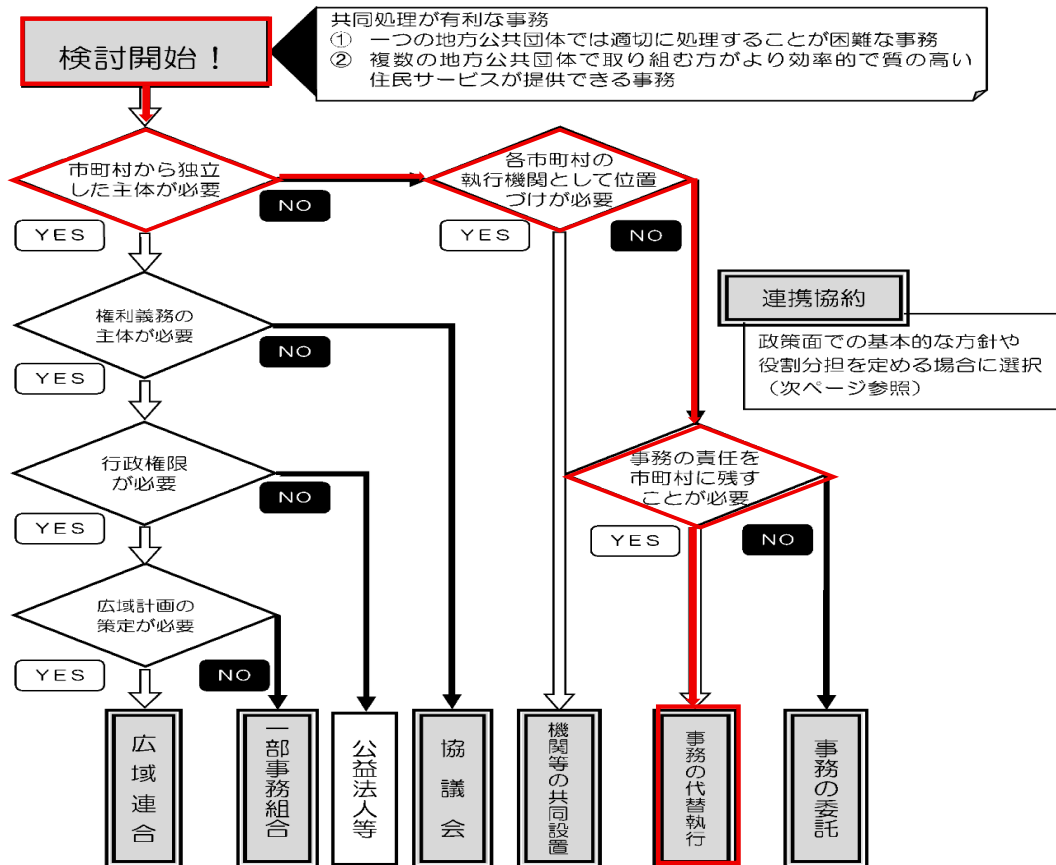 検討開始！
共同処理が有利な事務
① 一つの地方公共団体では適切に処理することが困難な事務
② 複数の地方公共団体で取り組む方がより効率的で質の高い
住民サービスが提供できる事務
市町村から独立
した主体が必要
NO
YES
各市町村の
執行機関として位置
づけが必要
YES
NO
権利義務の
主体が必要
NO
YES
連携協約
政策面での基本的な方針や
役割分担を定める場合に選択
（次ページ参照）
行政権限
が必要
NO
YES
事務の責任を
市町村に残す
ことが必要
YES
NO
広域計画の
策定が必要
YES
NO
広域連合
一部事務組合
公益法人等
協議会
機関等の共同設置
事務の代替執行
事務の委託